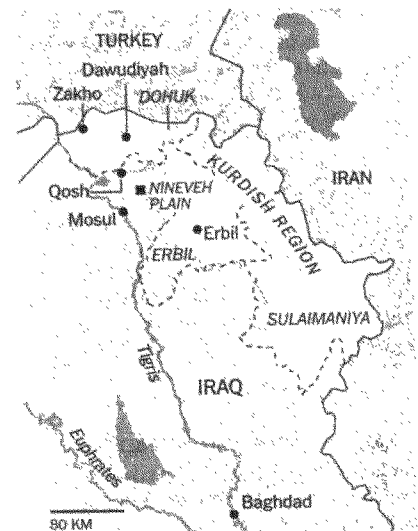 TURKEY
Dawudiyah
Zakho
DOHUK
KURDISH REGION
IRAN
Qosh
NINEVEH
PLAIN
Mosul
Erbil
ERBIL
SULAIMANIYA
Tigris
IRAQ
Euphrates
Baghdad
80 KM